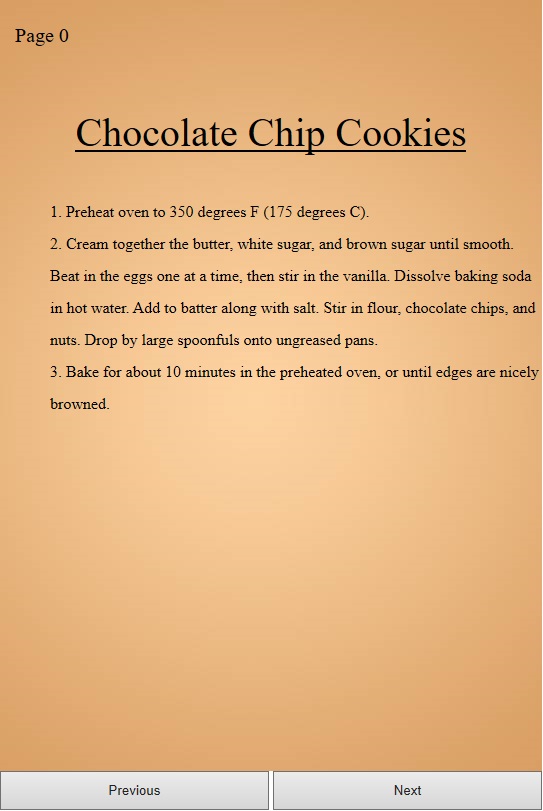 Page 0
Chocolate Chip Cookies
1. Preheat oven to 350 degrees F (175 degrees C).
2. Cream together the butter, white sugar, and brown sugar until smooth.
Beat in the eggs one at a time, then stir in the vanilla. Dissolve baking soda
in hot water. Add to batter along with salt. Stir in flour, chocolate chips, and
nuts. Drop by large spoonfuls onto ungreased pans.
3. Bake for about 10 minutes in the preheated oven, or until edges are nicely
browned.
Previous
Next